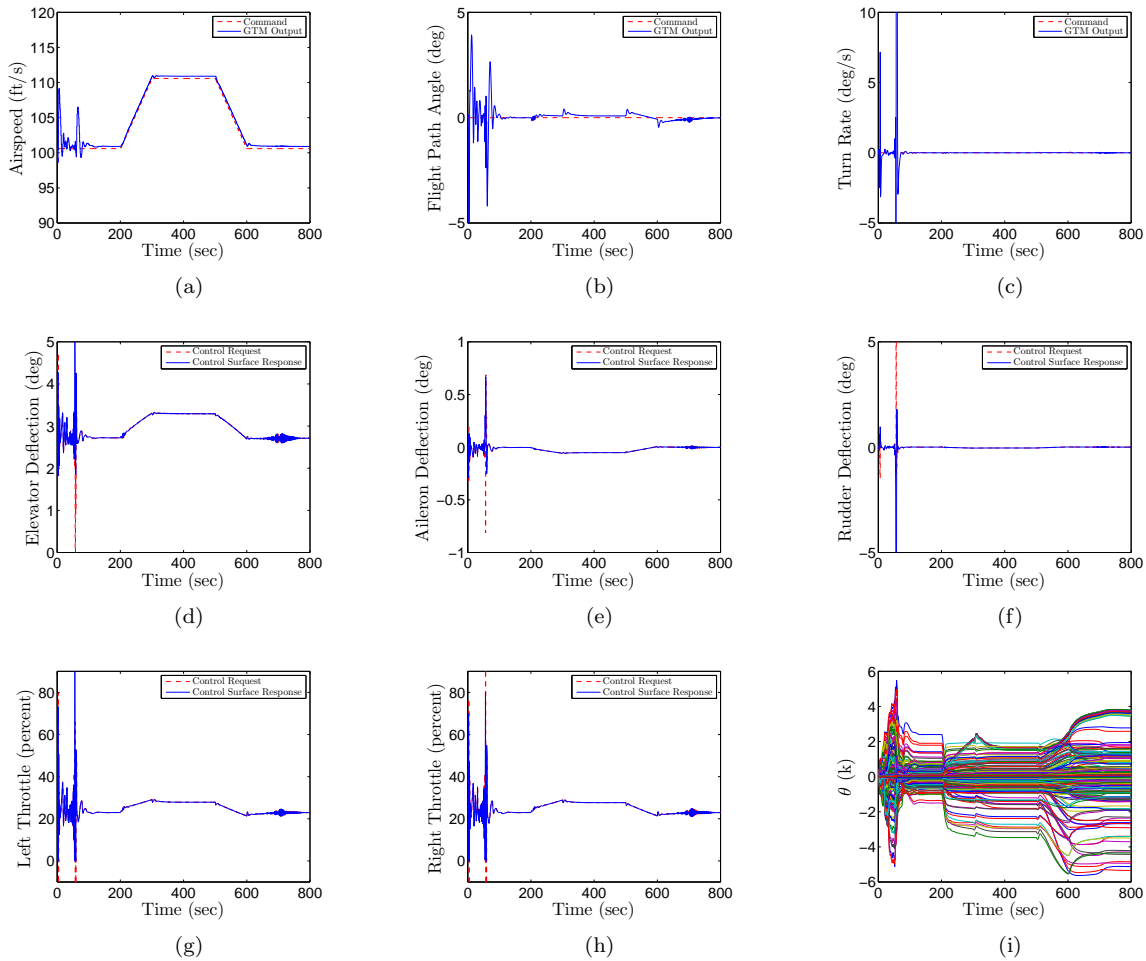 Command
GTM Output
120
115
110
105
100
95
90
Airspeed (ft/s)
0
200
400
600
800
Time (sec)
(a)
Command
GTM Output
5
0
−5
Flight Path Angle (deg)
0
200
400
600
800
Time (sec)
(b)
Command
GTM Output
10
5
0
−5
Turn Rate (deg/s)
0
200
400
600
800
Time (sec)
(c)
Control Request
Control Surface Response
5
4
3
2
1
0
Elevator Deflection (deg)
0
200
400
600
800
Time (sec)
(d)
Control Request
Control Surface Response
1
0.5
0
−0.5
−1
Aileron Deflection (deg)
0
200
400
600
800
Time (sec)
(e)
Control Request
Control Surface Response
5
0
−5
Rudder Deflection (deg)
0
200
400
600
800
Time (sec)
(f)
Control Request
Control Surface Response
80
60
40
20
0
Left Throttle (percent)
0
200
400
600
800
Time (sec)
(g)
Control Request
Control Surface Response
80
60
40
20
0
Right Throttle (percent)
0
200
400
600
800
Time (sec)
(h)
6
4
2
0
−2
−4
−6
θ (k)
0
200
400
600
800
Time (sec)
(i)